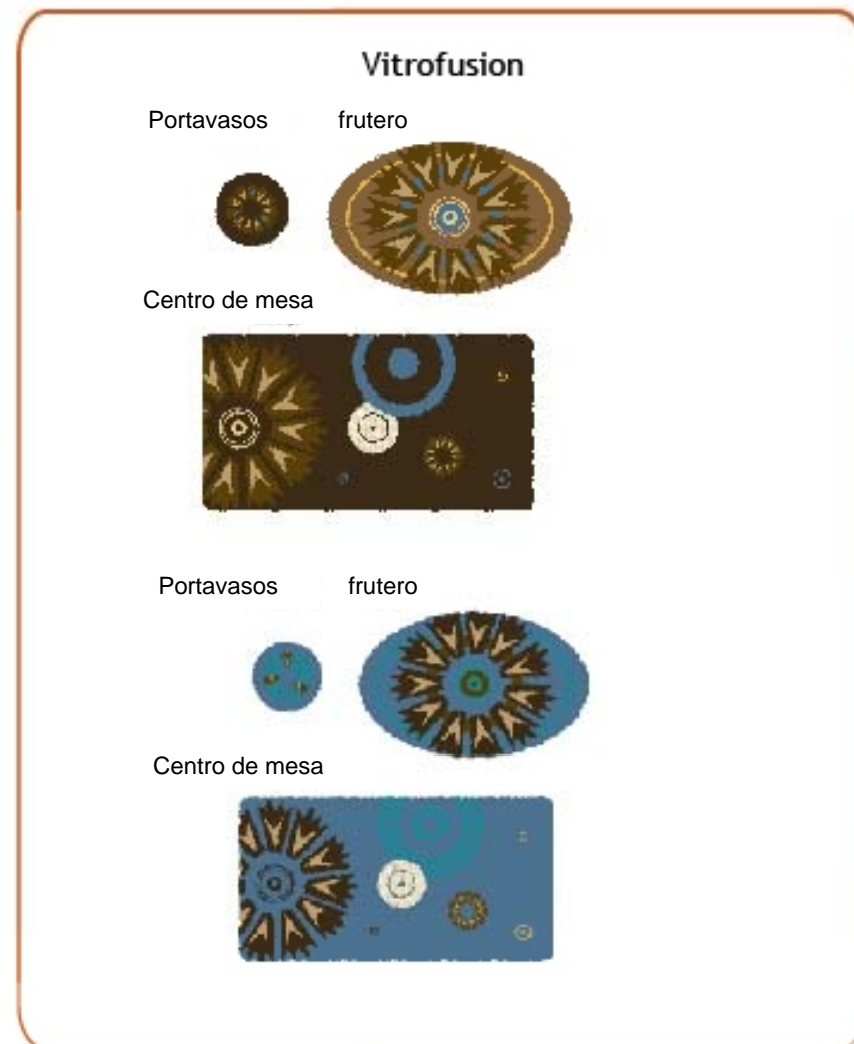 Vitrofusion
Portavasos frutero
Centro de mesa
Portavasos frutero
Centro de mesa